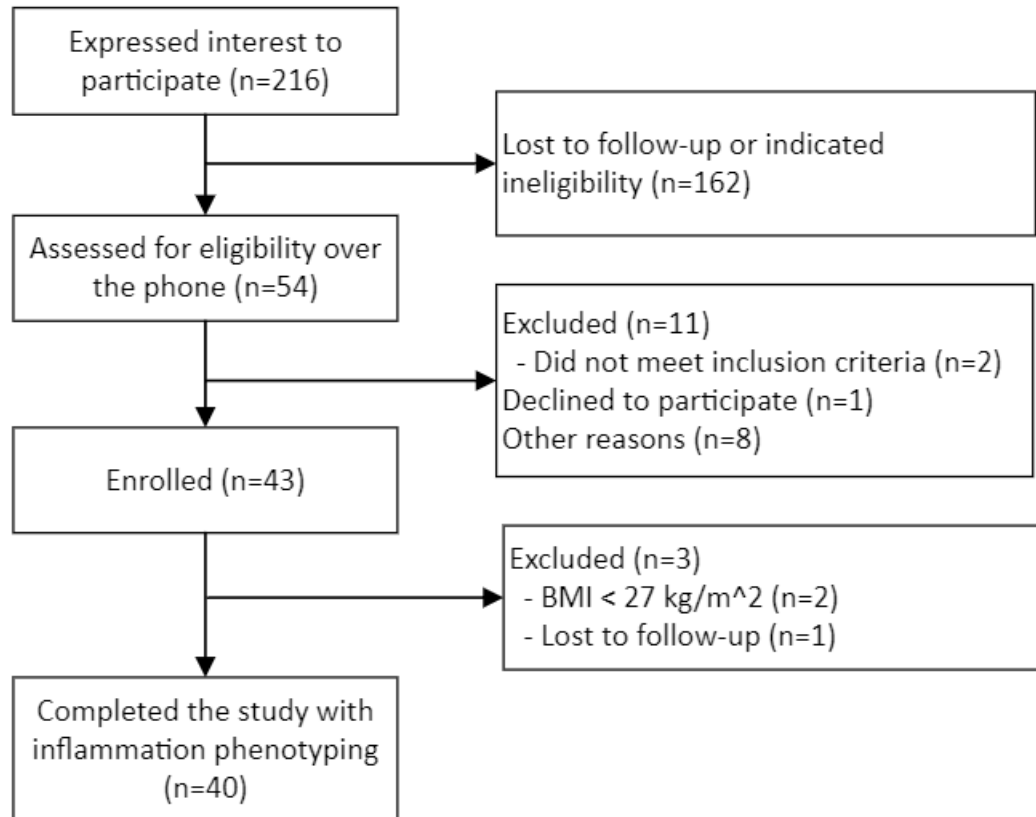 Expressed interest to
participate (n=216)
Lost to follow-up or indicated
ineligibility (n=162)
Assessed for eligibility over
the phone (n=54)
Excluded (n=11)
- Did not meet inclusion criteria (n=2)
Declined to participate (n=1)
Other reasons (n=8)
Enrolled (n=43)
Excluded (n=3)
- BMI < 27 kg/m^2 (n=2)
- Lost to follow-up (n=1)
Completed the study with
inflammation phenotyping
(n=40)